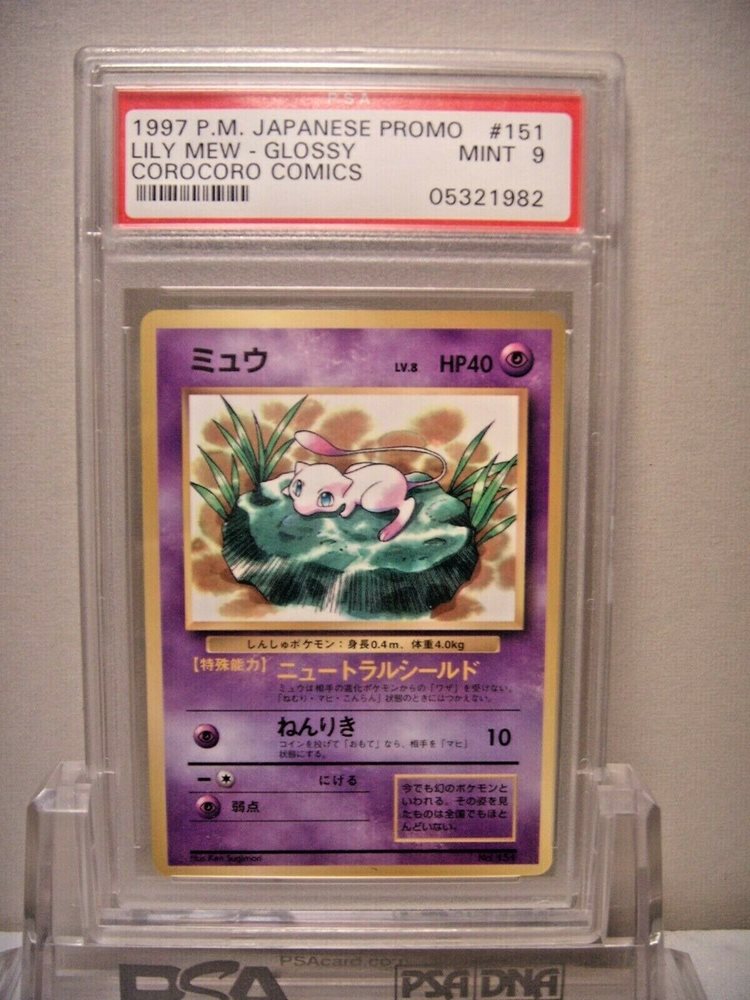 PSA
1997 P.M. JAPANESE PROMO #151
LILY MEW - GLOSSY MINT 9
COROCORO COMICS
05321982
ミュウ LV.8 HP40
しんしゅポケモン：身長0.4m、体重4.0kg
【特殊能力】ニュートラルシールド
ミュウは相手の進化ポケモンからの「ワザ」を受けない。
「ねむり・マヒ・こんらん」状態のときにはつかえない。
ねんりき 10
コインを投げて「おもて」なら、相手を「マヒ」
状態にする。
にげる
弱点
今でも幻のポケモンと
いわれる。その姿を見
たものは全国でもほと
んどいない。
Illus. Ken Sugimori No. 151
PSAcard.co
PSA PSA DNA